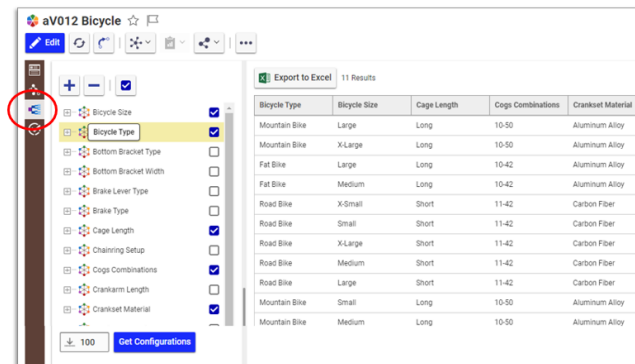 aV012 Bicycle
Edit
Export to Excel 11 Results
Bicycle Size
Bicycle Type
Bottom Bracket Type
Bottom Bracket Width
Brake Lever Type
Brake Type
Cage Length
Chainring Setup
Cogs Combinations
Crankarm Length
Crankset Material
100 Get Configurations
Bicycle Type Bicycle Size Cage Length Cogs Combinations Crankset Material
Mountain Bike Large Long 10-50 Aluminum Alloy
Mountain Bike X-Large Long 10-50 Aluminum Alloy
Fat Bike Large Long 10-42 Aluminum Alloy
Fat Bike Medium Long 10-42 Aluminum Alloy
Road Bike X-Small Short 11-42 Carbon Fiber
Road Bike Small Short 11-42 Carbon Fiber
Road Bike X-Large Short 11-42 Carbon Fiber
Road Bike Medium Short 11-42 Carbon Fiber
Road Bike Large Short 11-42 Carbon Fiber
Mountain Bike Small Long 10-50 Aluminum Alloy
Mountain Bike Medium Long 10-50 Aluminum Alloy